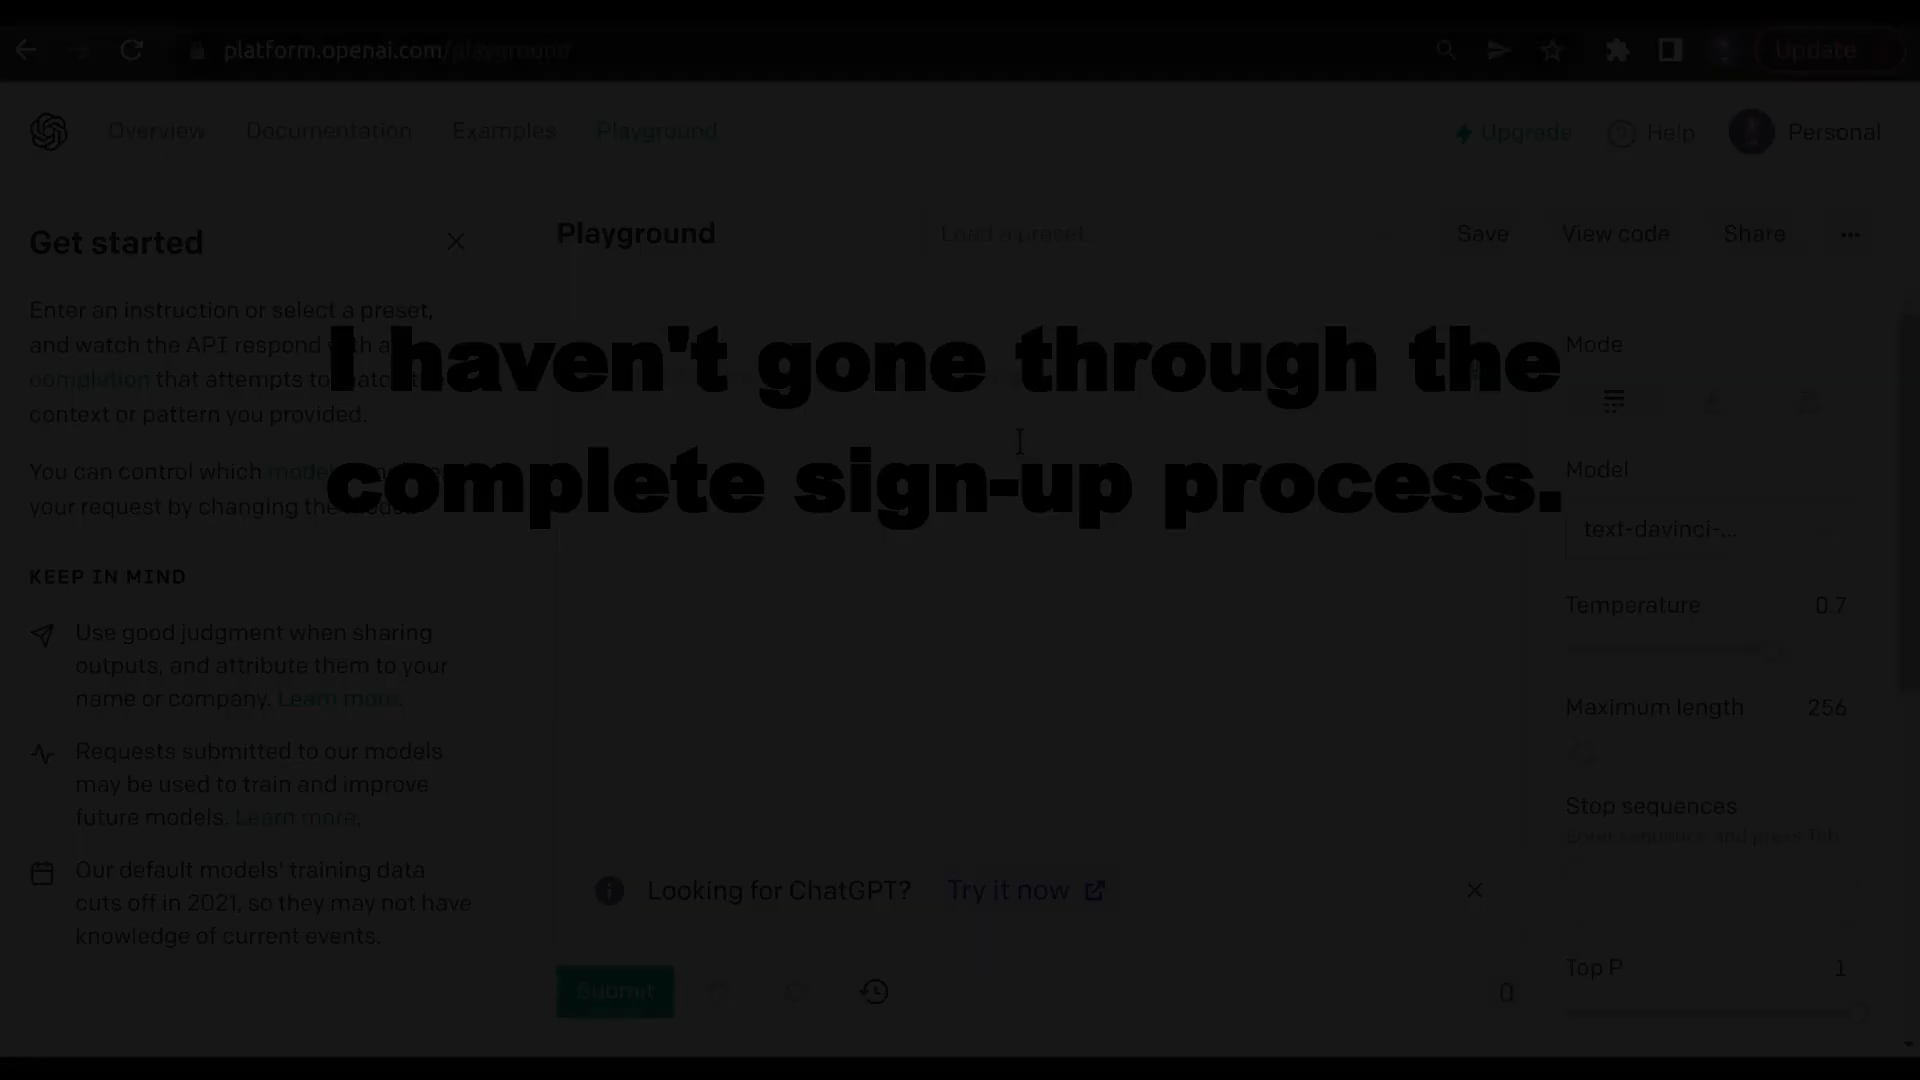 platform.openai.com/playground
Update
Overview
Documentation
Examples
Playground
Upgrade
Help
Personal
Get started
Playground
Load a preset
Save
View code
Share
Enter an instruction or select a preset,
and watch the API respond with a
completion that attempts to
context or pattern you provided.
I haven't gone through the
complete sign-up process.
You can control which
your request by changing the
KEEP IN MIND
Use good judgment when sharing
outputs, and attribute them to your
name or company. Learn more.
Requests submitted to our models
may be used to train and improve
future models. Learn more.
Our default models' training data
cuts off in 2021, so they may not have
knowledge of current events.
Looking for ChatGPT? Try it now
Submit
0
Mode
Model
text-davinci-...
Temperature 0.7
Maximum length 256
Stop sequences
Enter sequence and press Tab
Top P 1